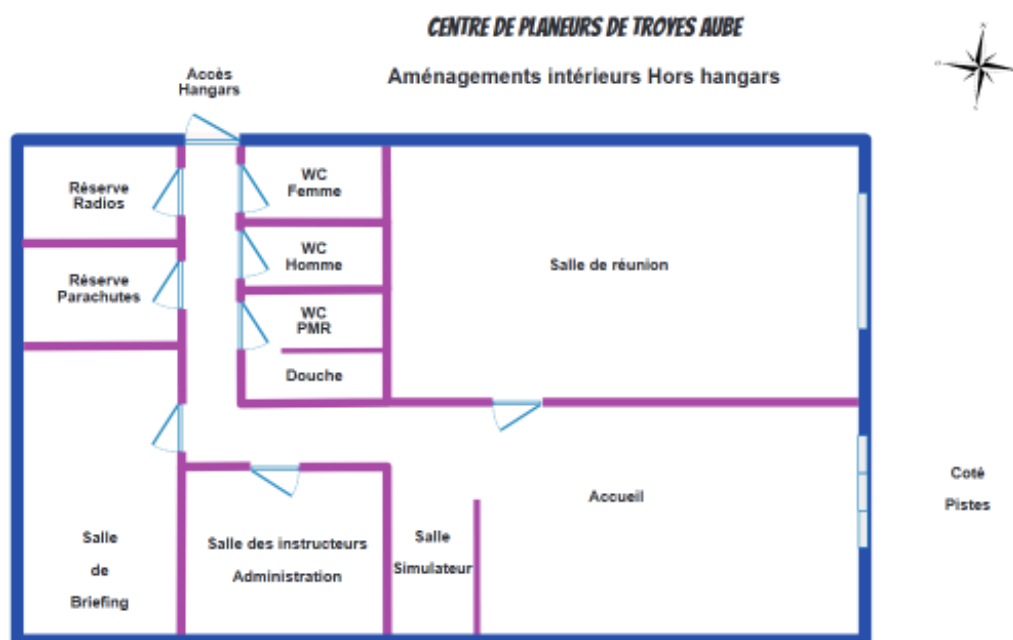 CENTRE DE PLANEURS DE TROYES AUBE
Aménagements intérieurs Hors hangars
Accès
Hangars
Réserve
Radios
WC
Femme
Salle de réunion
WC
Homme
Réserve
Parachutes
WC
PMR
Douche
Accueil
Coté
Pistes
Salle
de
Briefing
Salle des instructeurs
Administration
Salle
Simulateur